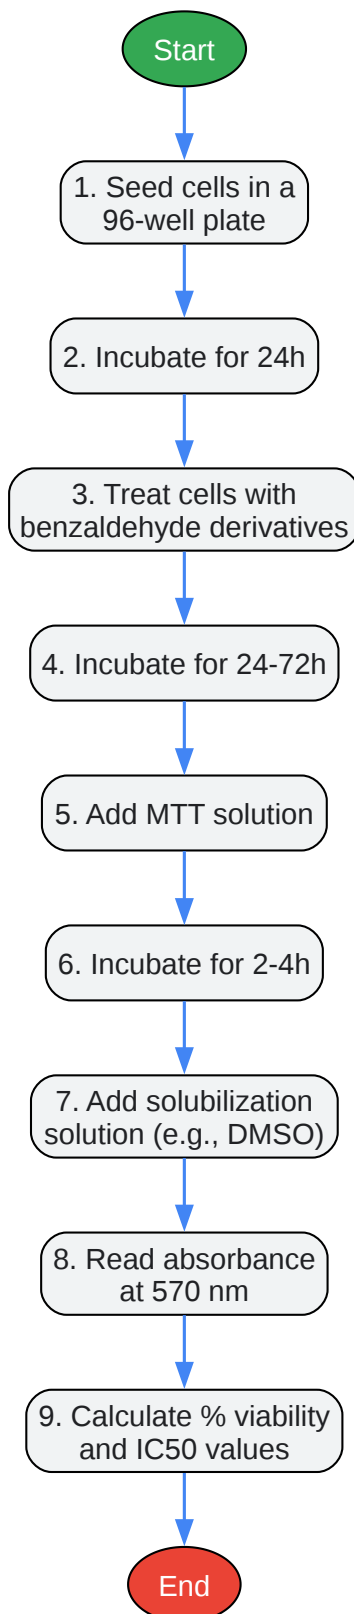 Start
1. Seed cells in a
96-well plate
2. Incubate for 24h
3. Treat cells with
benzaldehyde derivatives
4. Incubate for 24-72h
5. Add MTT solution
6. Incubate for 2-4h
7. Add solubilization
solution (e.g., DMSO)
8. Read absorbance
at 570 nm
9. Calculate % viability
and IC50 values
End